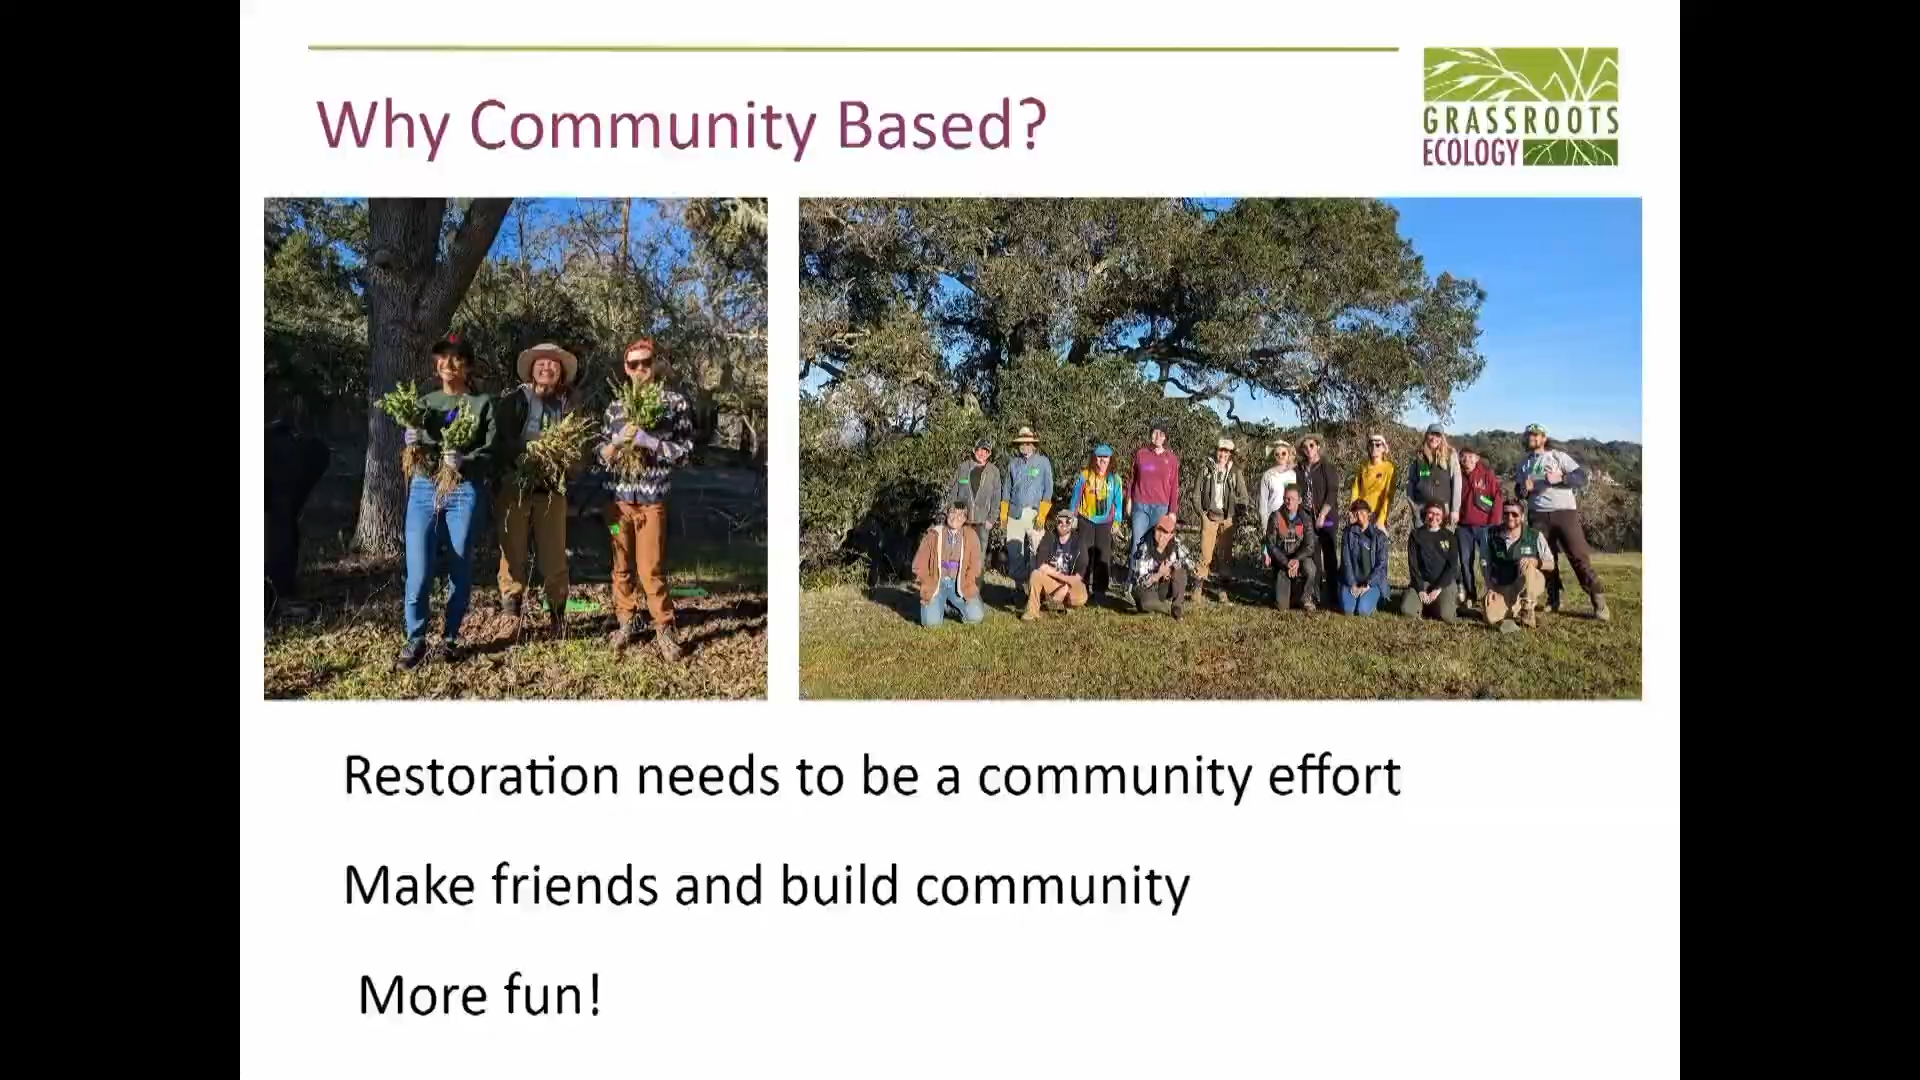 Why Community Based?
GRASSROOTS
ECOLOGY
Restoration needs to be a community effort
Make friends and build community
More fun!